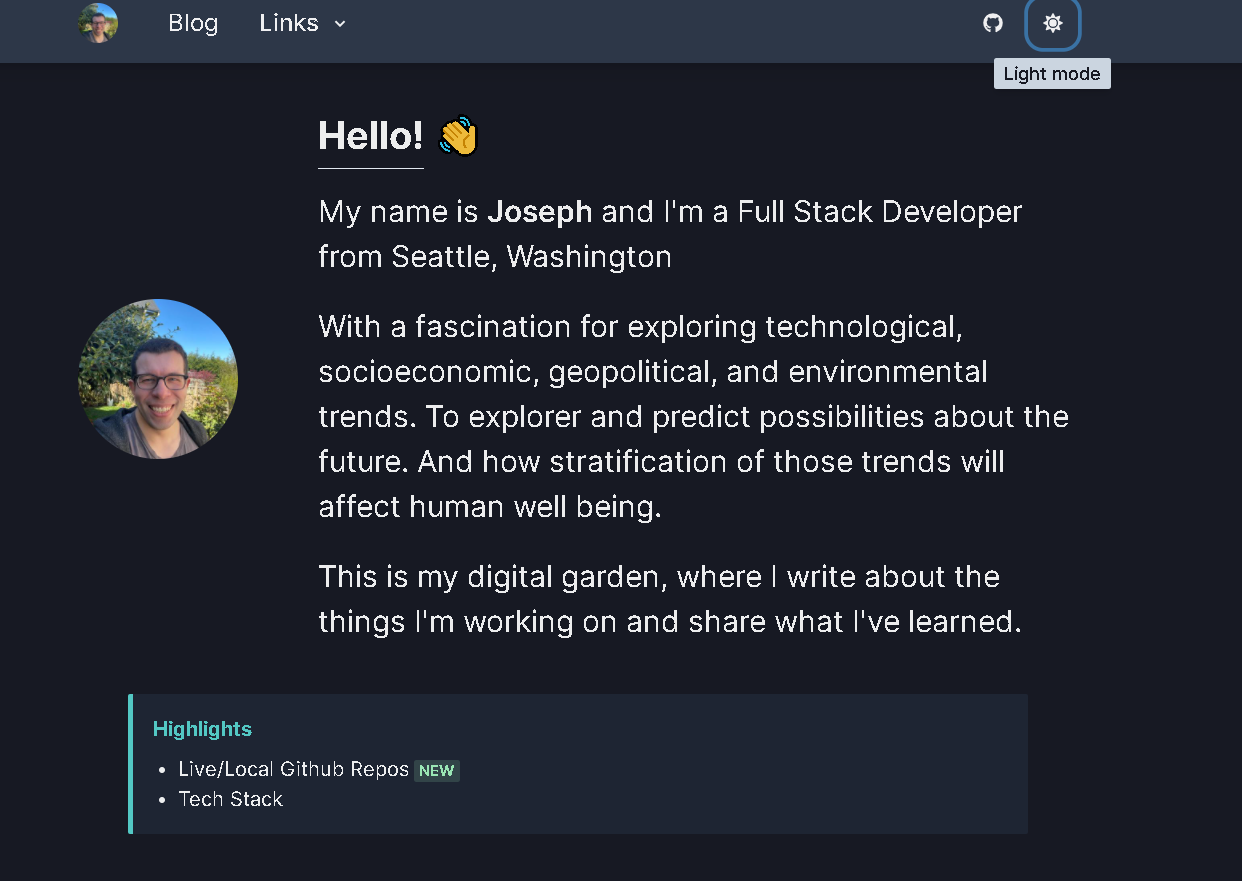 Blog Links
Light mode
Hello! 👋
My name is Joseph and I'm a Full Stack Developer
from Seattle, Washington
With a fascination for exploring technological,
socioeconomic, geopolitical, and environmental
trends. To explorer and predict possibilities about the
future. And how stratification of those trends will
affect human well being.
This is my digital garden, where I write about the
things I'm working on and share what I've learned.
Highlights
• Live/Local Github Repos NEW
• Tech Stack